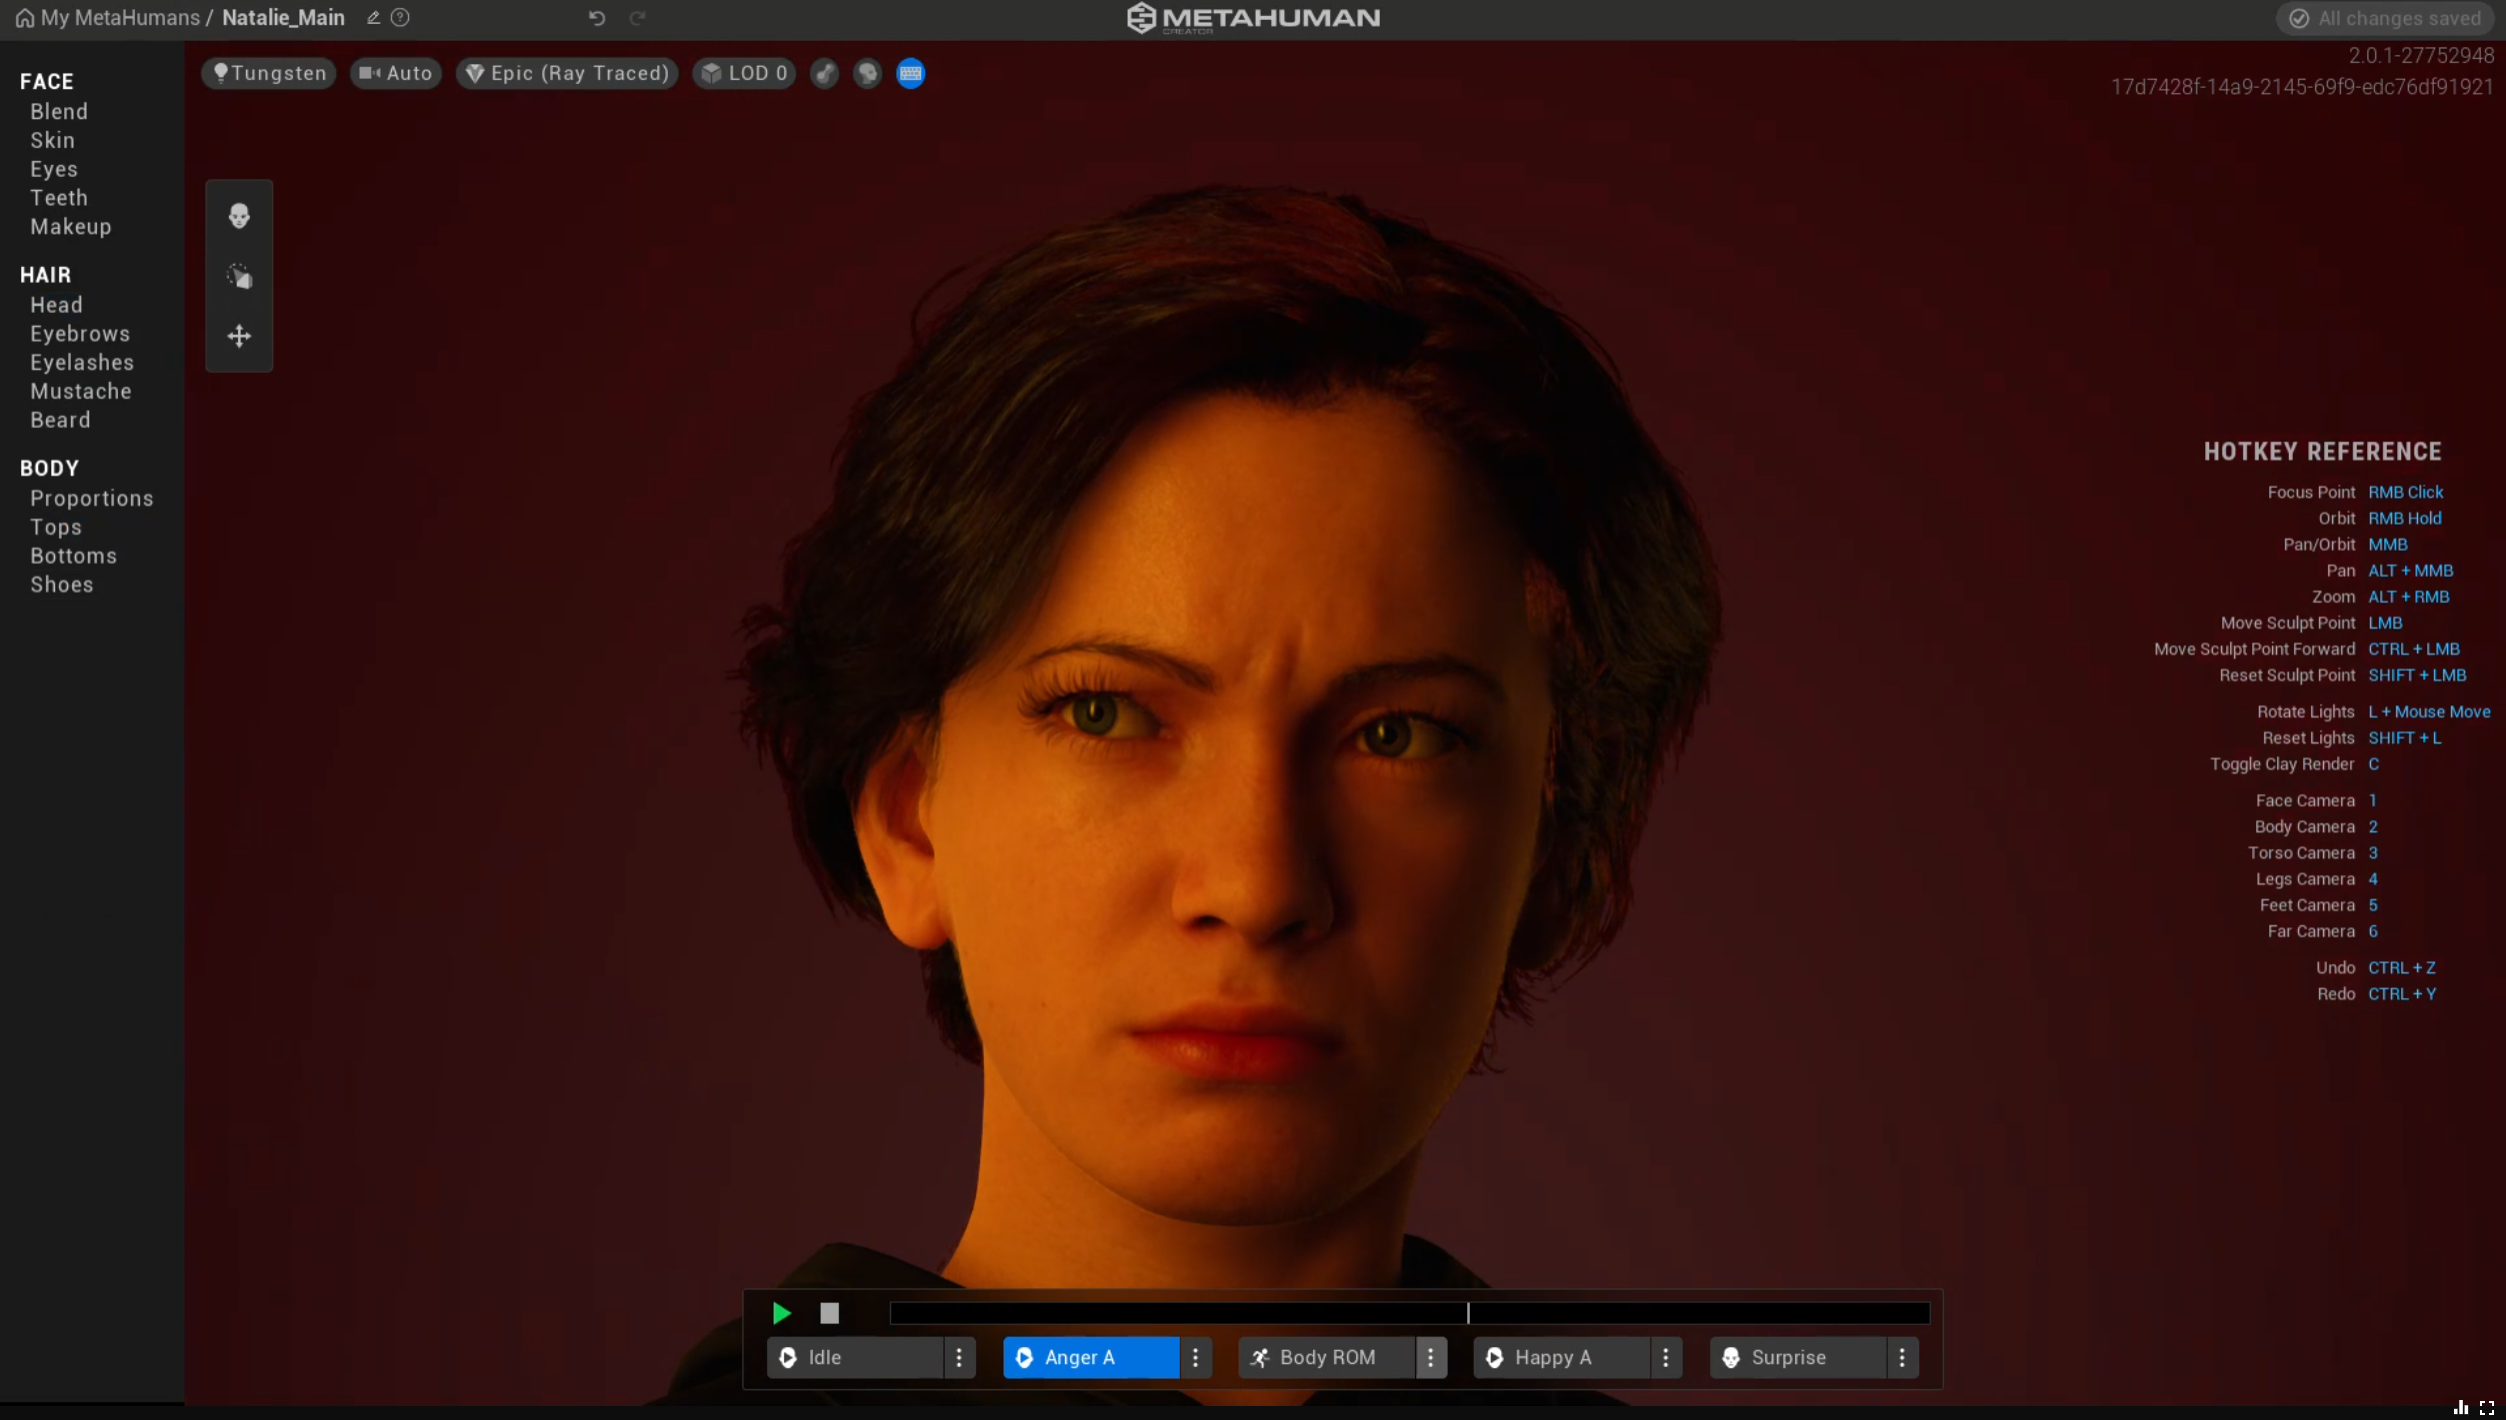 My MetaHumans / Natalie_Main
METAHUMAN
CREATOR
All changes saved
2.0.1-27752948
17d7428f-14a9-2145-69f9-edc76df91921
Tungsten
Auto
Epic (Ray Traced)
LOD 0
FACE
Blend
Skin
Eyes
Teeth
Makeup
HAIR
Head
Eyebrows
Eyelashes
Mustache
Beard
BODY
Proportions
Tops
Bottoms
Shoes
HOTKEY REFERENCE
Focus Point RMB Click
Orbit RMB Hold
Pan/Orbit MMB
Pan ALT + MMB
Zoom ALT + RMB
Move Sculpt Point LMB
Move Sculpt Point Forward CTRL + LMB
Reset Sculpt Point SHIFT + LMB
Rotate Lights L + Mouse Move
Reset Lights SHIFT + L
Toggle Clay Render C
Face Camera 1
Body Camera 2
Torso Camera 3
Legs Camera 4
Feet Camera 5
Far Camera 6
Undo CTRL + Z
Redo CTRL + Y
Idle
Anger A
Body ROM
Happy A
Surprise